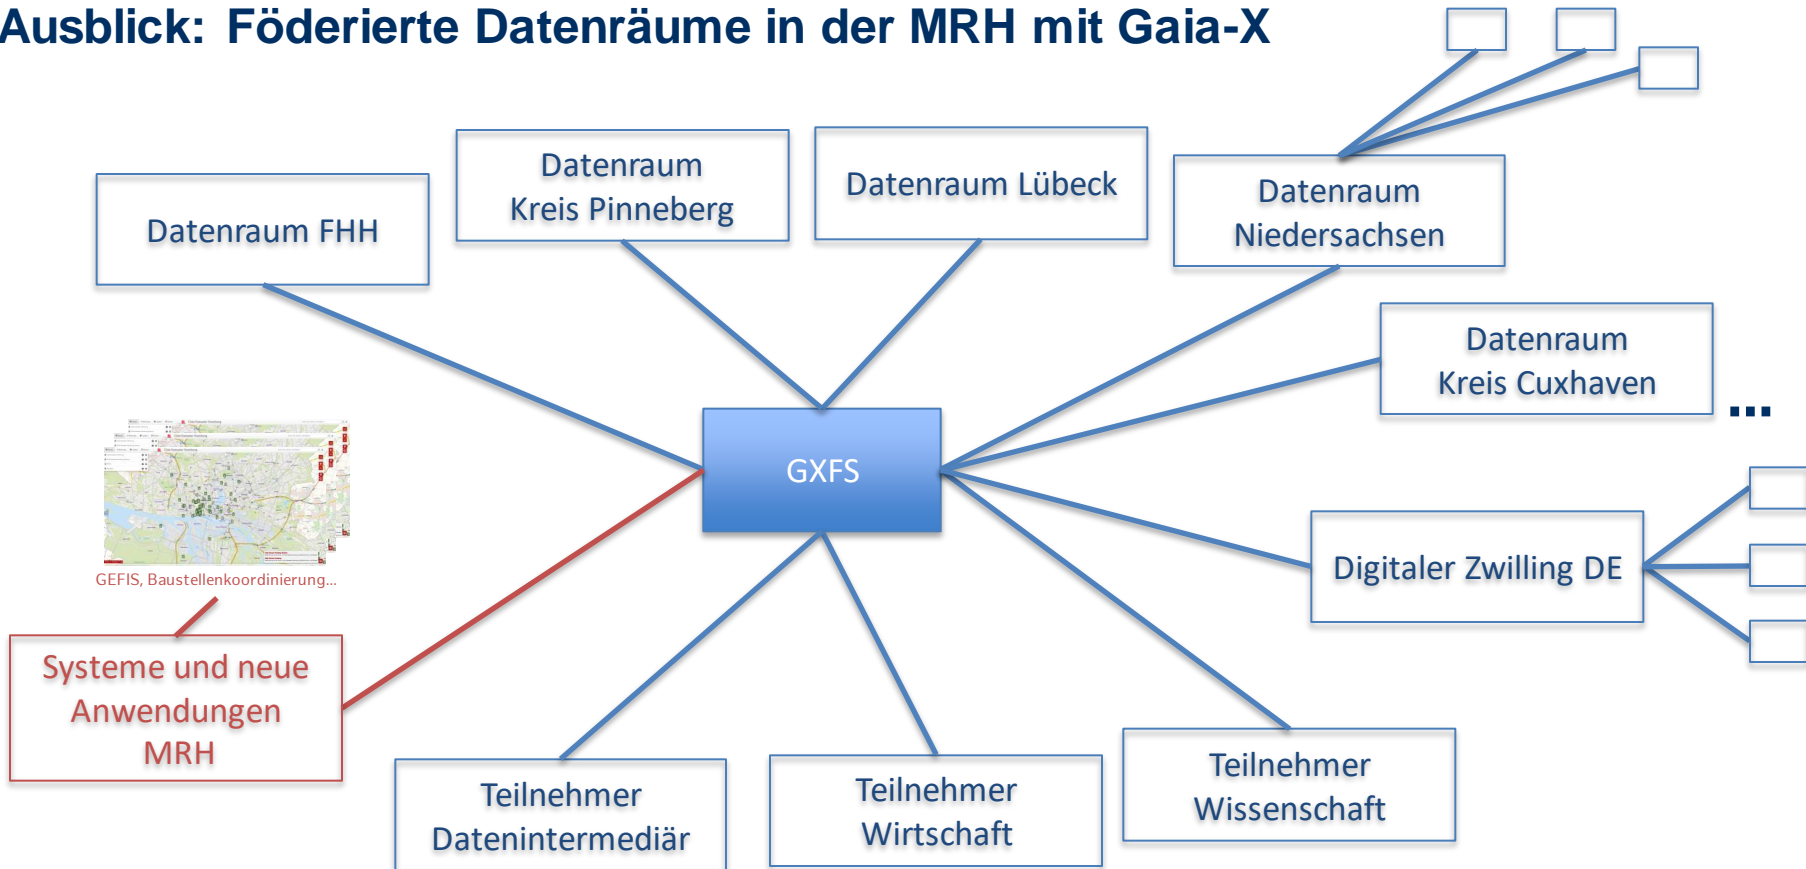 Ausblick: Föderierte Datenräume in der MRH mit Gaia-X
Datenraum FHH
Datenraum
Kreis Pinneberg
Datenraum Lübeck
Datenraum
Niedersachsen
Datenraum
Kreis Cuxhaven
...
GXFS
GEFIS, Baustellenkoordinierung...
Systeme und neue
Anwendungen
MRH
Digitaler Zwilling DE
Teilnehmer
Datenintermediär
Teilnehmer
Wirtschaft
Teilnehmer
Wissenschaft